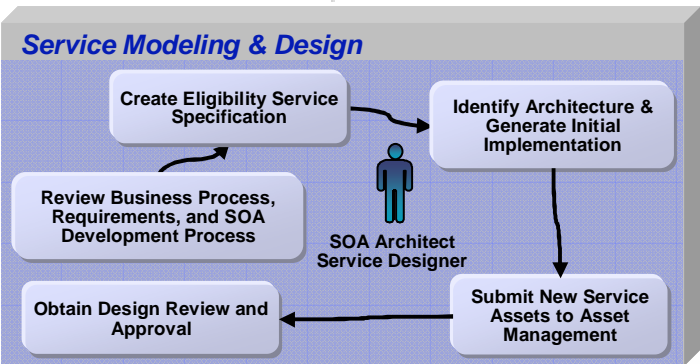 Service Modeling & Design
Create Eligibility Service
Specification
Identify Architecture &
Generate Initial
Implementation
Review Business Process,
Requirements, and SOA
Development Process
SOA Architect
Service Designer
Obtain Design Review and
Approval
Submit New Service
Assets to Asset
Management